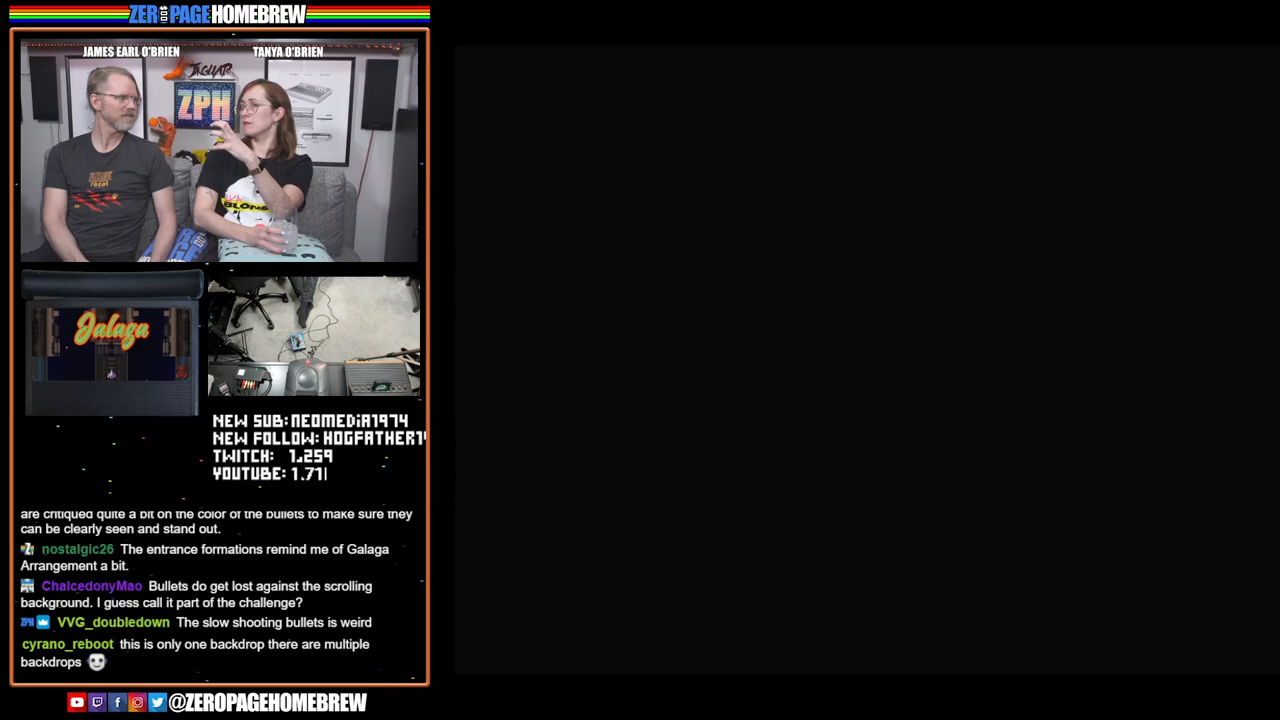 ZERO PAGE HOMEBREW
JAMES EARL O'BRIEN
TANYA O'BRIEN
JAGUAR
ZPH
Jalaga
NEW SUB: NEOMEDIA1974
NEW FOLLOW: HOGFATHER1
TWITCH: 1,259
YOUTUBE: 1,71
are critiqued quite a bit on the color of the bullets to make sure they
can be clearly seen and stand out.
nostalgic26 The entrance formations remind me of Galaga
Arrangement a bit.
ChalcedonyMao Bullets do get lost against the scrolling
background. I guess call it part of the challenge?
ZPH VVG_doubledown The slow shooting bullets is weird
cyrano_reboot this is only one backdrop there are multiple
backdrops
@ZEROPAGEHOMEBREW